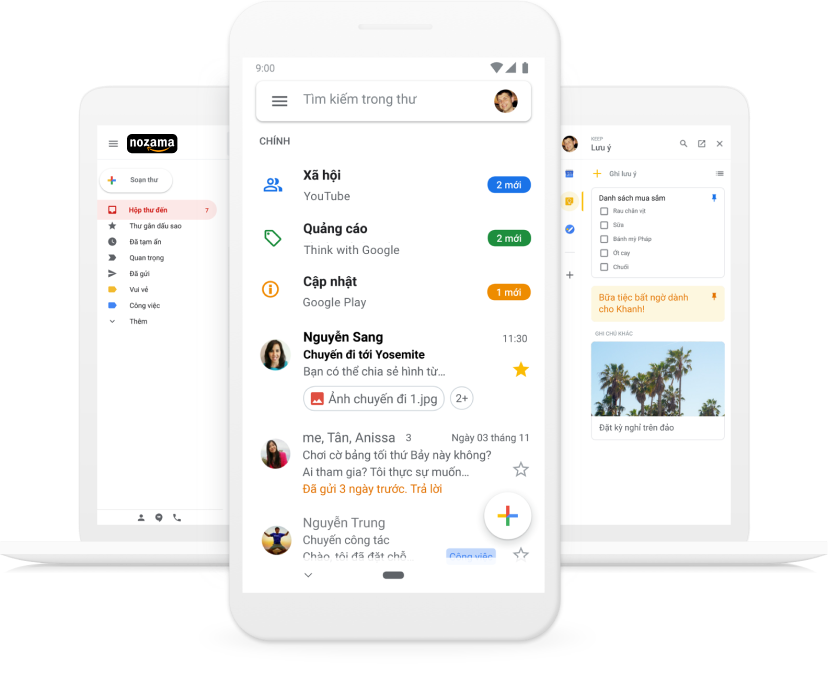 nozama
Soạn thư
Hộp thư đến 7
Thư gắn dấu sao
Đã tạm ẩn
Quan trọng
Đã gửi
Vui vẻ
Công việc
Thêm
9:00
Tìm kiếm trong thư
CHÍNH
Xã hội
YouTube
2 mới
Quảng cáo
Think with Google
2 mới
Cập nhật
Google Play
1 mới
Nguyễn Sang 11:30
Chuyến đi tới Yosemite
Bạn có thể chia sẻ hình từ...
Ảnh chuyến đi 1.jpg 2+
me, Tân, Anissa 3 Ngày 03 tháng 11
Chơi cờ bảng tối thứ Bảy này không?
Ai tham gia? Tôi thực sự muốn...
Đã gửi 3 ngày trước. Trả lời
Nguyễn Trung
Chuyến công tác
Chào, tôi đã đặt chỗ Công việc
KEEP
Lưu ý
Ghi lưu ý
Danh sách mua sắm
Rau chân vịt
Sữa
Bánh mỳ Pháp
Ớt cay
Chuối
Bữa tiệc bất ngờ dành
cho Khanh!
GHI CHÚ KHÁC
Đặt kỳ nghỉ trên đảo